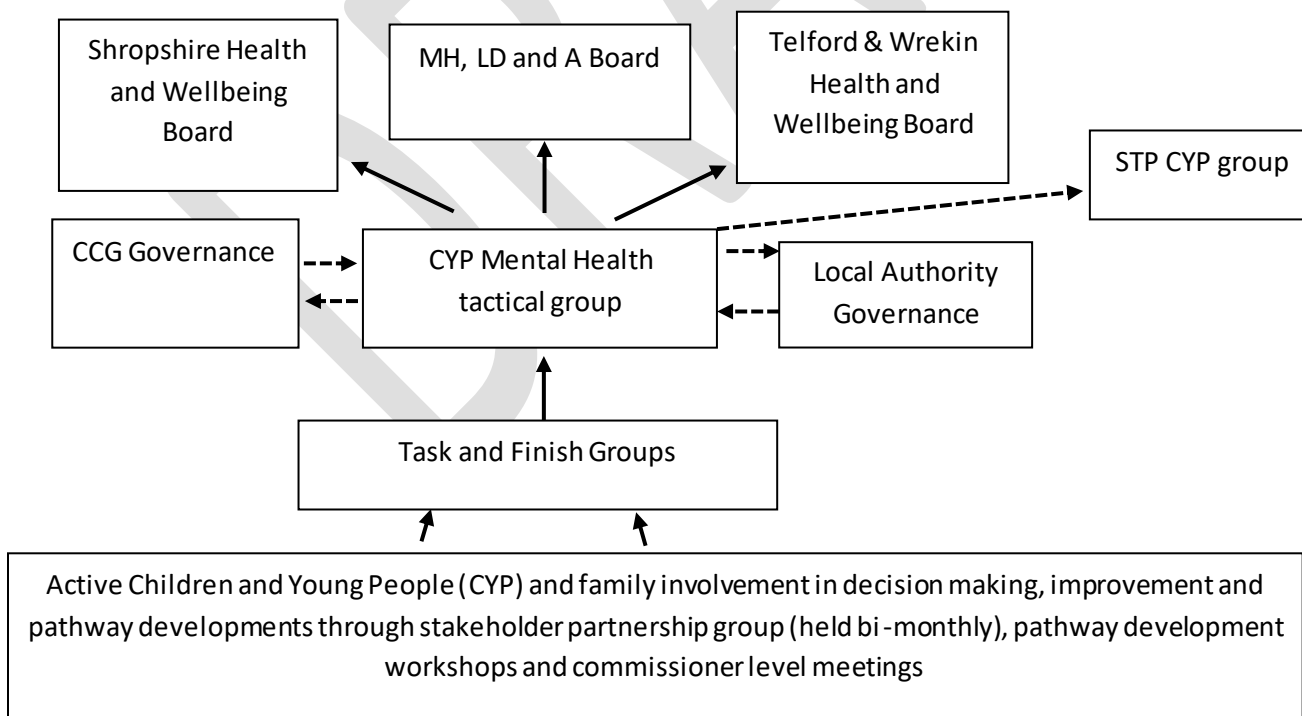 Shropshire Health
and Wellbeing
Board
MH, LD and A Board
Telford & Wrekin
Health and
Wellbeing Board
STP CYP group
CCG Governance
CYP Mental Health
tactical group
Local Authority
Governance
Task and Finish Groups
Active Children and Young People (CYP) and family involvement in decision making, improvement and
pathway developments through stakeholder partnership group (held bi-monthly), pathway development
workshops and commissioner level meetings